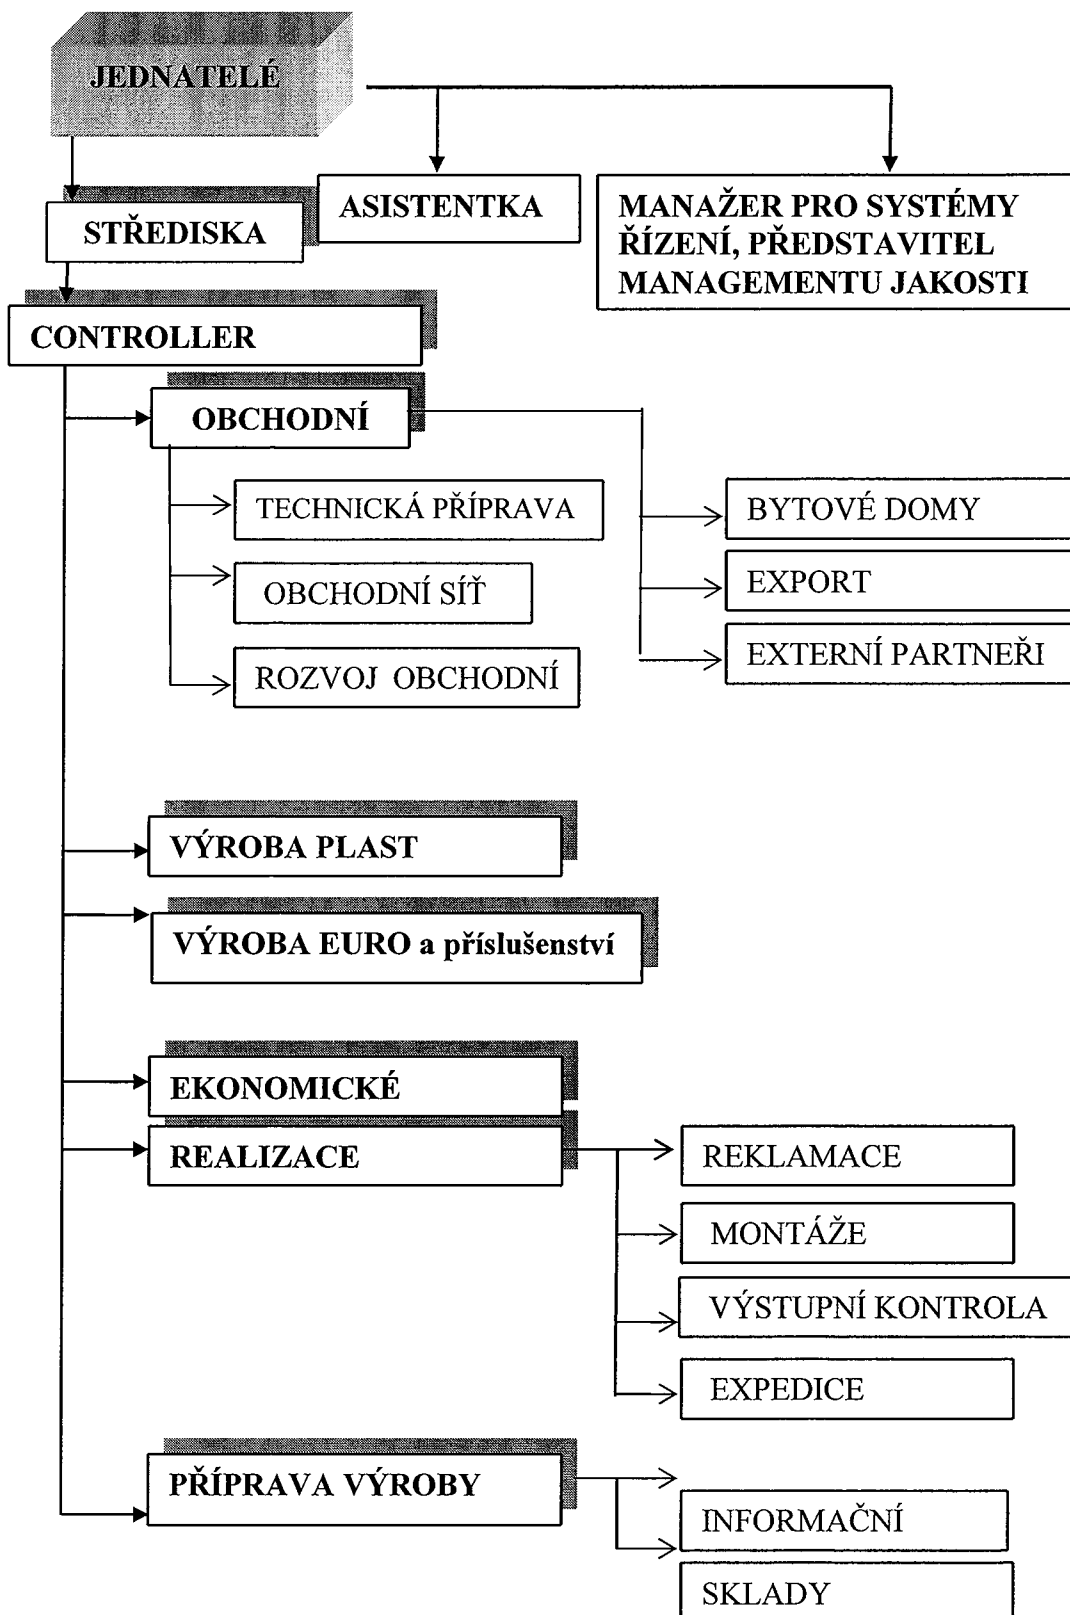 JEDNATELÉ
STŘEDISKA
ASISTENTKA
MANAŽER PRO SYSTÉMY
ŘÍZENÍ, PŘEDSTAVITEL
MANAGEMENTU JAKOSTI
CONTROLLER
OBCHODNÍ
TECHNICKÁ PŘÍPRAVA
OBCHODNÍ SÍŤ
ROZVOJ OBCHODNÍ
BYTOVÉ DOMY
EXPORT
EXTERNÍ PARTNEŘI
VÝROBA PLAST
VÝROBA EURO a příslušenství
EKONOMICKÉ
REALIZACE
REKLAMACE
MONTÁŽE
VÝSTUPNÍ KONTROLA
EXPEDICE
PŘÍPRAVA VÝROBY
INFORMAČNÍ
SKLADY